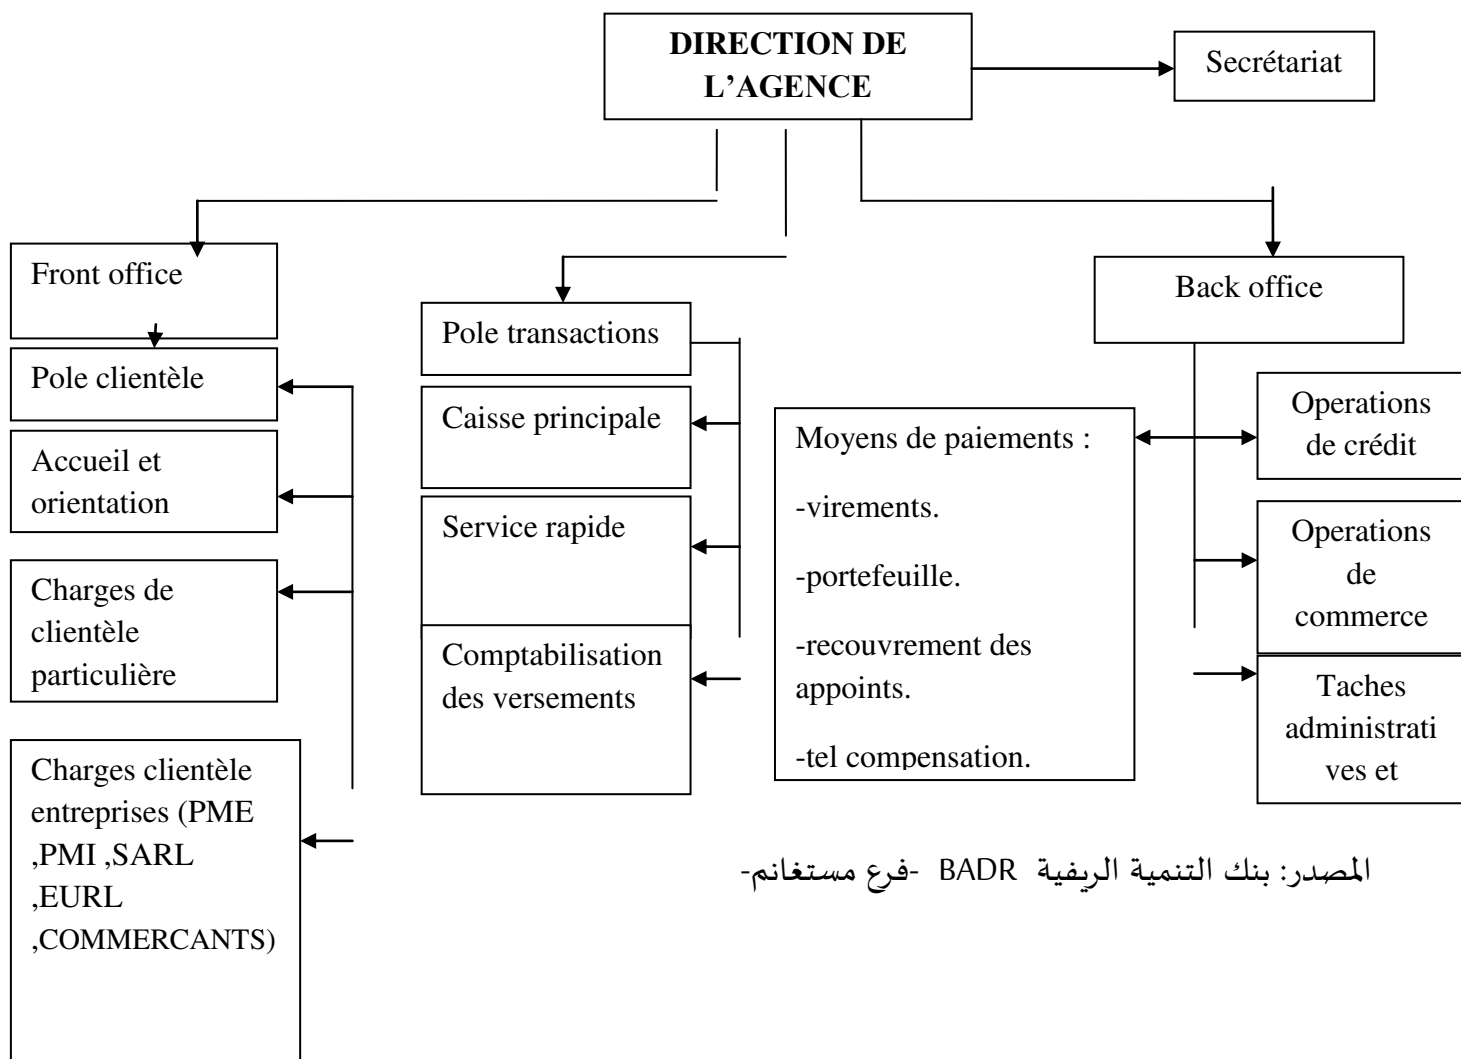 DIRECTION DE
L’AGENCE
Secrétariat
Front office
Pole clientèle
Accueil et
orientation
Charges de
clientèle
particulière
Charges clientèle
entreprises (PME
,PMI ,SARL
,EURL
,COMMERCANTS)
Pole transactions
Caisse principale
Service rapide
Comptabilisation
des versements
Back office
Moyens de paiements :
-virements.
-portefeuille.
-recouvrement des
appoints.
-tel compensation.
Operations
de crédit
Operations
de
commerce
Taches
administrati
ves et
المصدر: بنك التنمية الريفية BADR -فرع مستغانم-